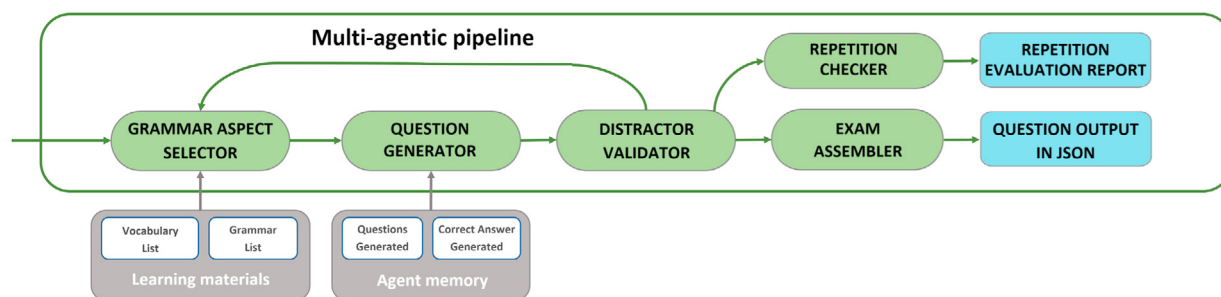 Multi-agentic pipeline
REPETITION
CHECKER
REPETITION
EVALUATION REPORT
GRAMMAR ASPECT
SELECTOR
QUESTION
GENERATOR
DISTRACTOR
VALIDATOR
EXAM
ASSEMBLER
QUESTION OUTPUT
IN JSON
Vocabulary
List
Grammar
List
Learning materials
Questions
Generated
Correct Answer
Generated
Agent memory